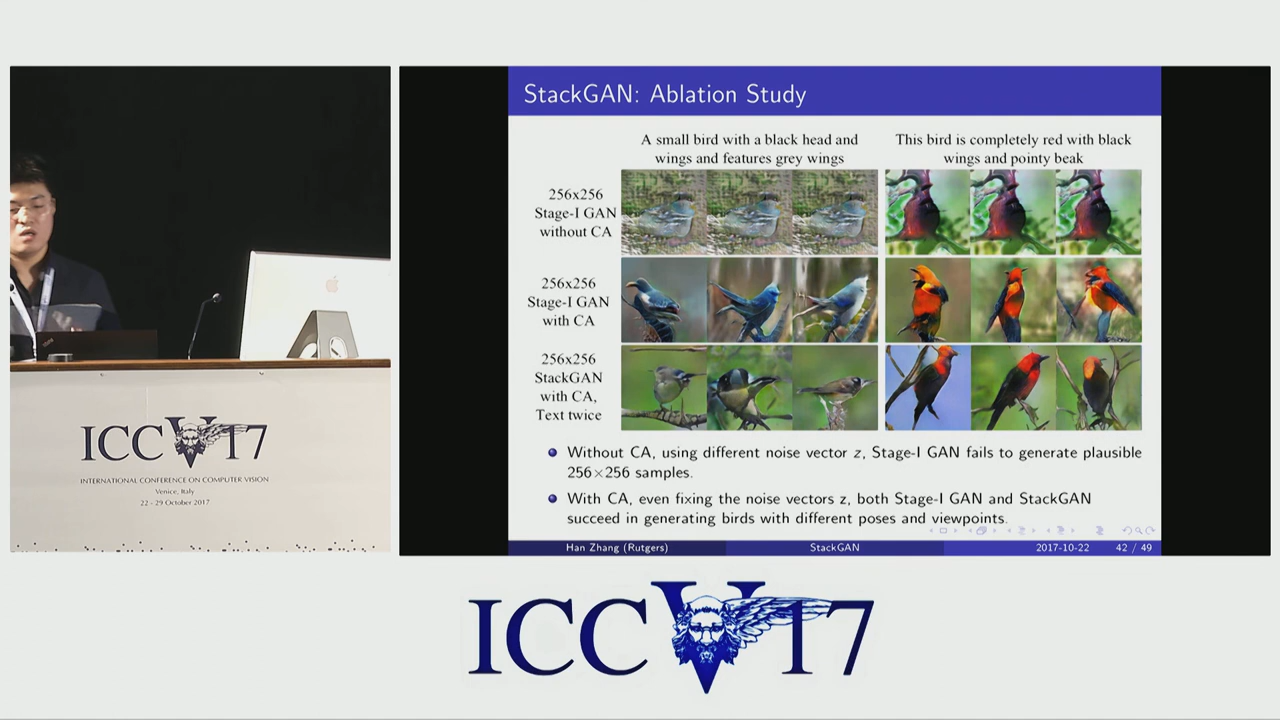 StackGAN: Ablation Study
A small bird with a black head and
wings and features grey wings
This bird is completely red with black
wings and pointy beak
256x256
Stage-I GAN
without CA
256x256
Stage-I GAN
with CA
256x256
StackGAN
with CA,
Text twice
Without CA, using different noise vector z, Stage-I GAN fails to generate plausible
256×256 samples.
With CA, even fixing the noise vectors z, both Stage-I GAN and StackGAN
succeed in generating birds with different poses and viewpoints.
Han Zhang (Rutgers) StackGAN 2017-10-22 42 / 49
ICCV17
INTERNATIONAL CONFERENCE ON COMPUTER VISION
Venice, Italy
22 - 29 October 2017
ICCV17